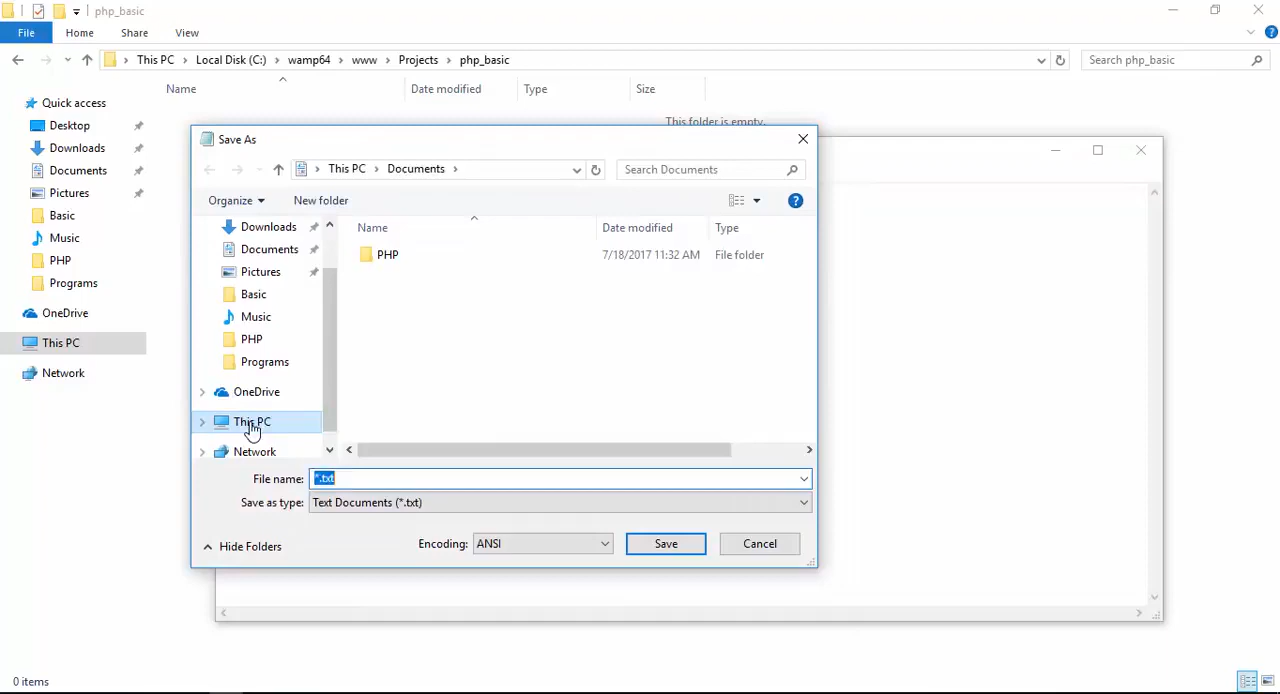 php_basic
File Home Share View
This PC Local Disk (C:) wamp64 www Projects php_basic
Search php_basic
Name Date modified Type Size
This folder is empty.
Quick access
Desktop
Downloads
Documents
Pictures
Basic
Music
PHP
Programs
OneDrive
This PC
Network
0 items
Save As
This PC Documents
Search Documents
Organize New folder
?
Downloads
Documents
Pictures
Basic
Music
PHP
Programs
OneDrive
This PC
Network
Name Date modified Type
PHP 7/18/2017 11:32 AM File folder
File name: *.txt
Save as type: Text Documents (*.txt)
Hide Folders
Encoding: ANSI
Save Cancel
?